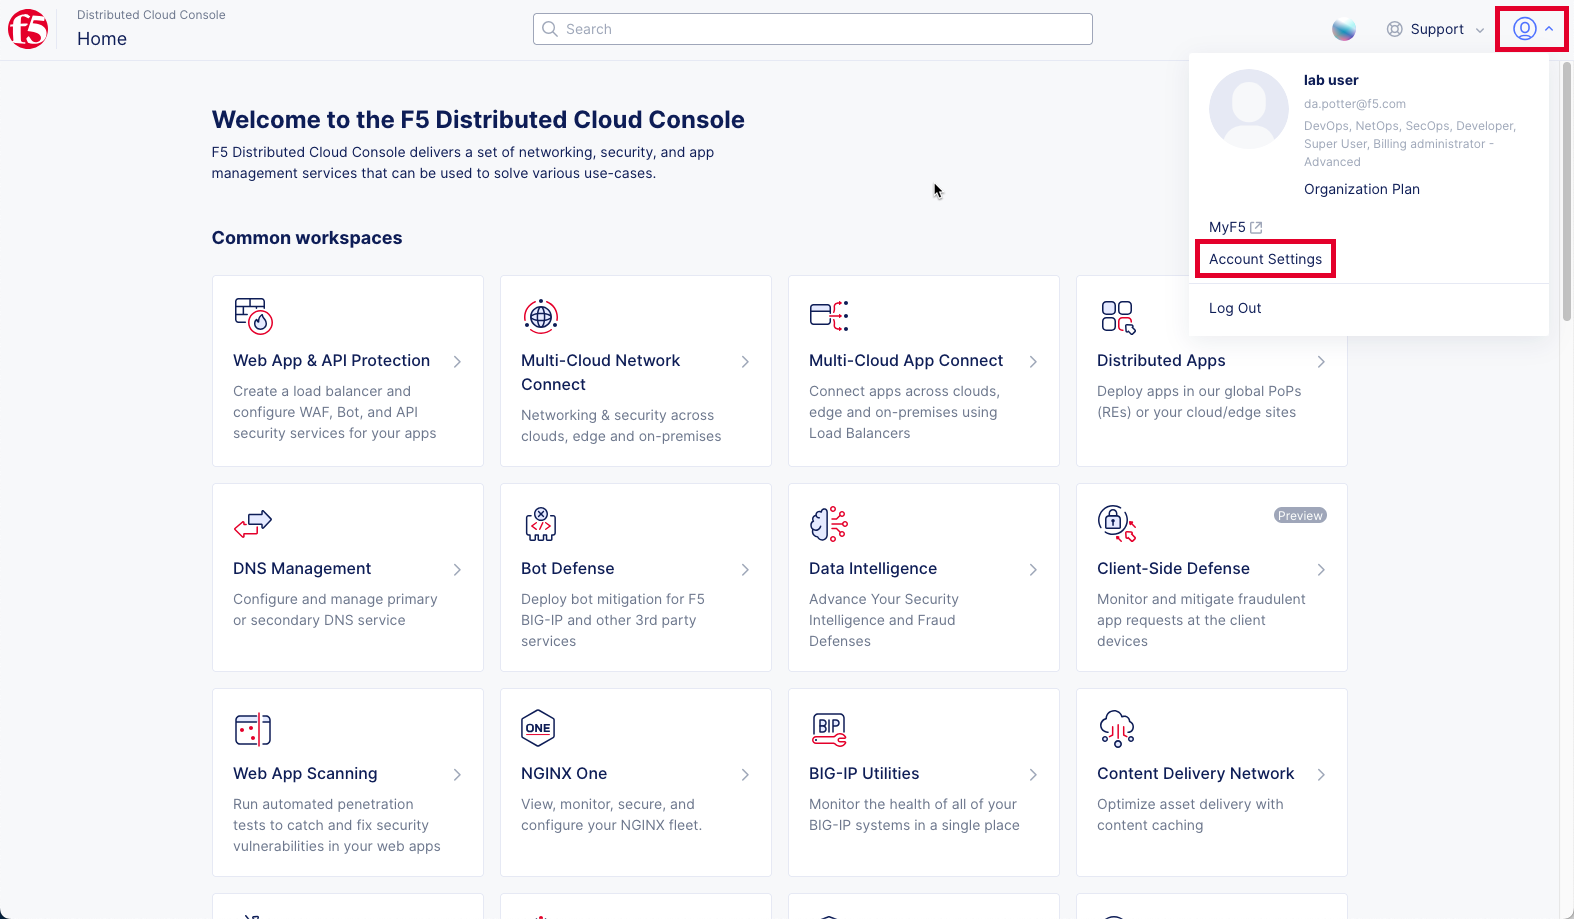 f5
Distributed Cloud Console
Home
Search
Support
lab user
da.potter@f5.com
DevOps, NetOps, SecOps, Developer,
Super User, Billing administrator -
Advanced
Organization Plan
MyF5
Account Settings
Log Out
Welcome to the F5 Distributed Cloud Console
F5 Distributed Cloud Console delivers a set of networking, security, and app
management services that can be used to solve various use-cases.
Common workspaces
Web App & API Protection
Create a load balancer and
configure WAF, Bot, and API
security services for your apps
Multi-Cloud Network
Connect
Networking & security across
clouds, edge and on-premises
Multi-Cloud App Connect
Connect apps across clouds,
edge and on-premises using
Load Balancers
Distributed Apps
Deploy apps in our global PoPs
(REs) or your cloud/edge sites
DNS Management
Configure and manage primary
or secondary DNS service
Bot Defense
Deploy bot mitigation for F5
BIG-IP and other 3rd party
services
Data Intelligence
Advance Your Security
Intelligence and Fraud
Defenses
Preview
Client-Side Defense
Monitor and mitigate fraudulent
app requests at the client
devices
Web App Scanning
Run automated penetration
tests to catch and fix security
vulnerabilities in your web apps
ONE
NGINX One
View, monitor, secure, and
configure your NGINX fleet.
BIP
BIG-IP Utilities
Monitor the health of all of your
BIG-IP systems in a single place
Content Delivery Network
Optimize asset delivery with
content caching